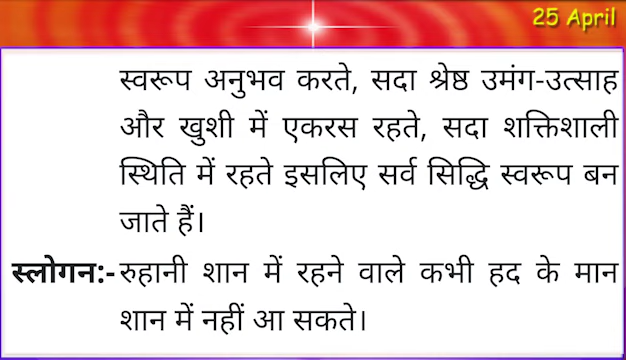 25 April
स्वरूप अनुभव करते, सदा श्रेष्ठ उमंग-उत्साह
और खुशी में एकरस रहते, सदा शक्तिशाली
स्थिति में रहते इसलिए सर्व सिद्धि स्वरूप बन
जाते हैं।
स्लोगन:- रुहानी शान में रहने वाले कभी हद के मान
शान में नहीं आ सकते।